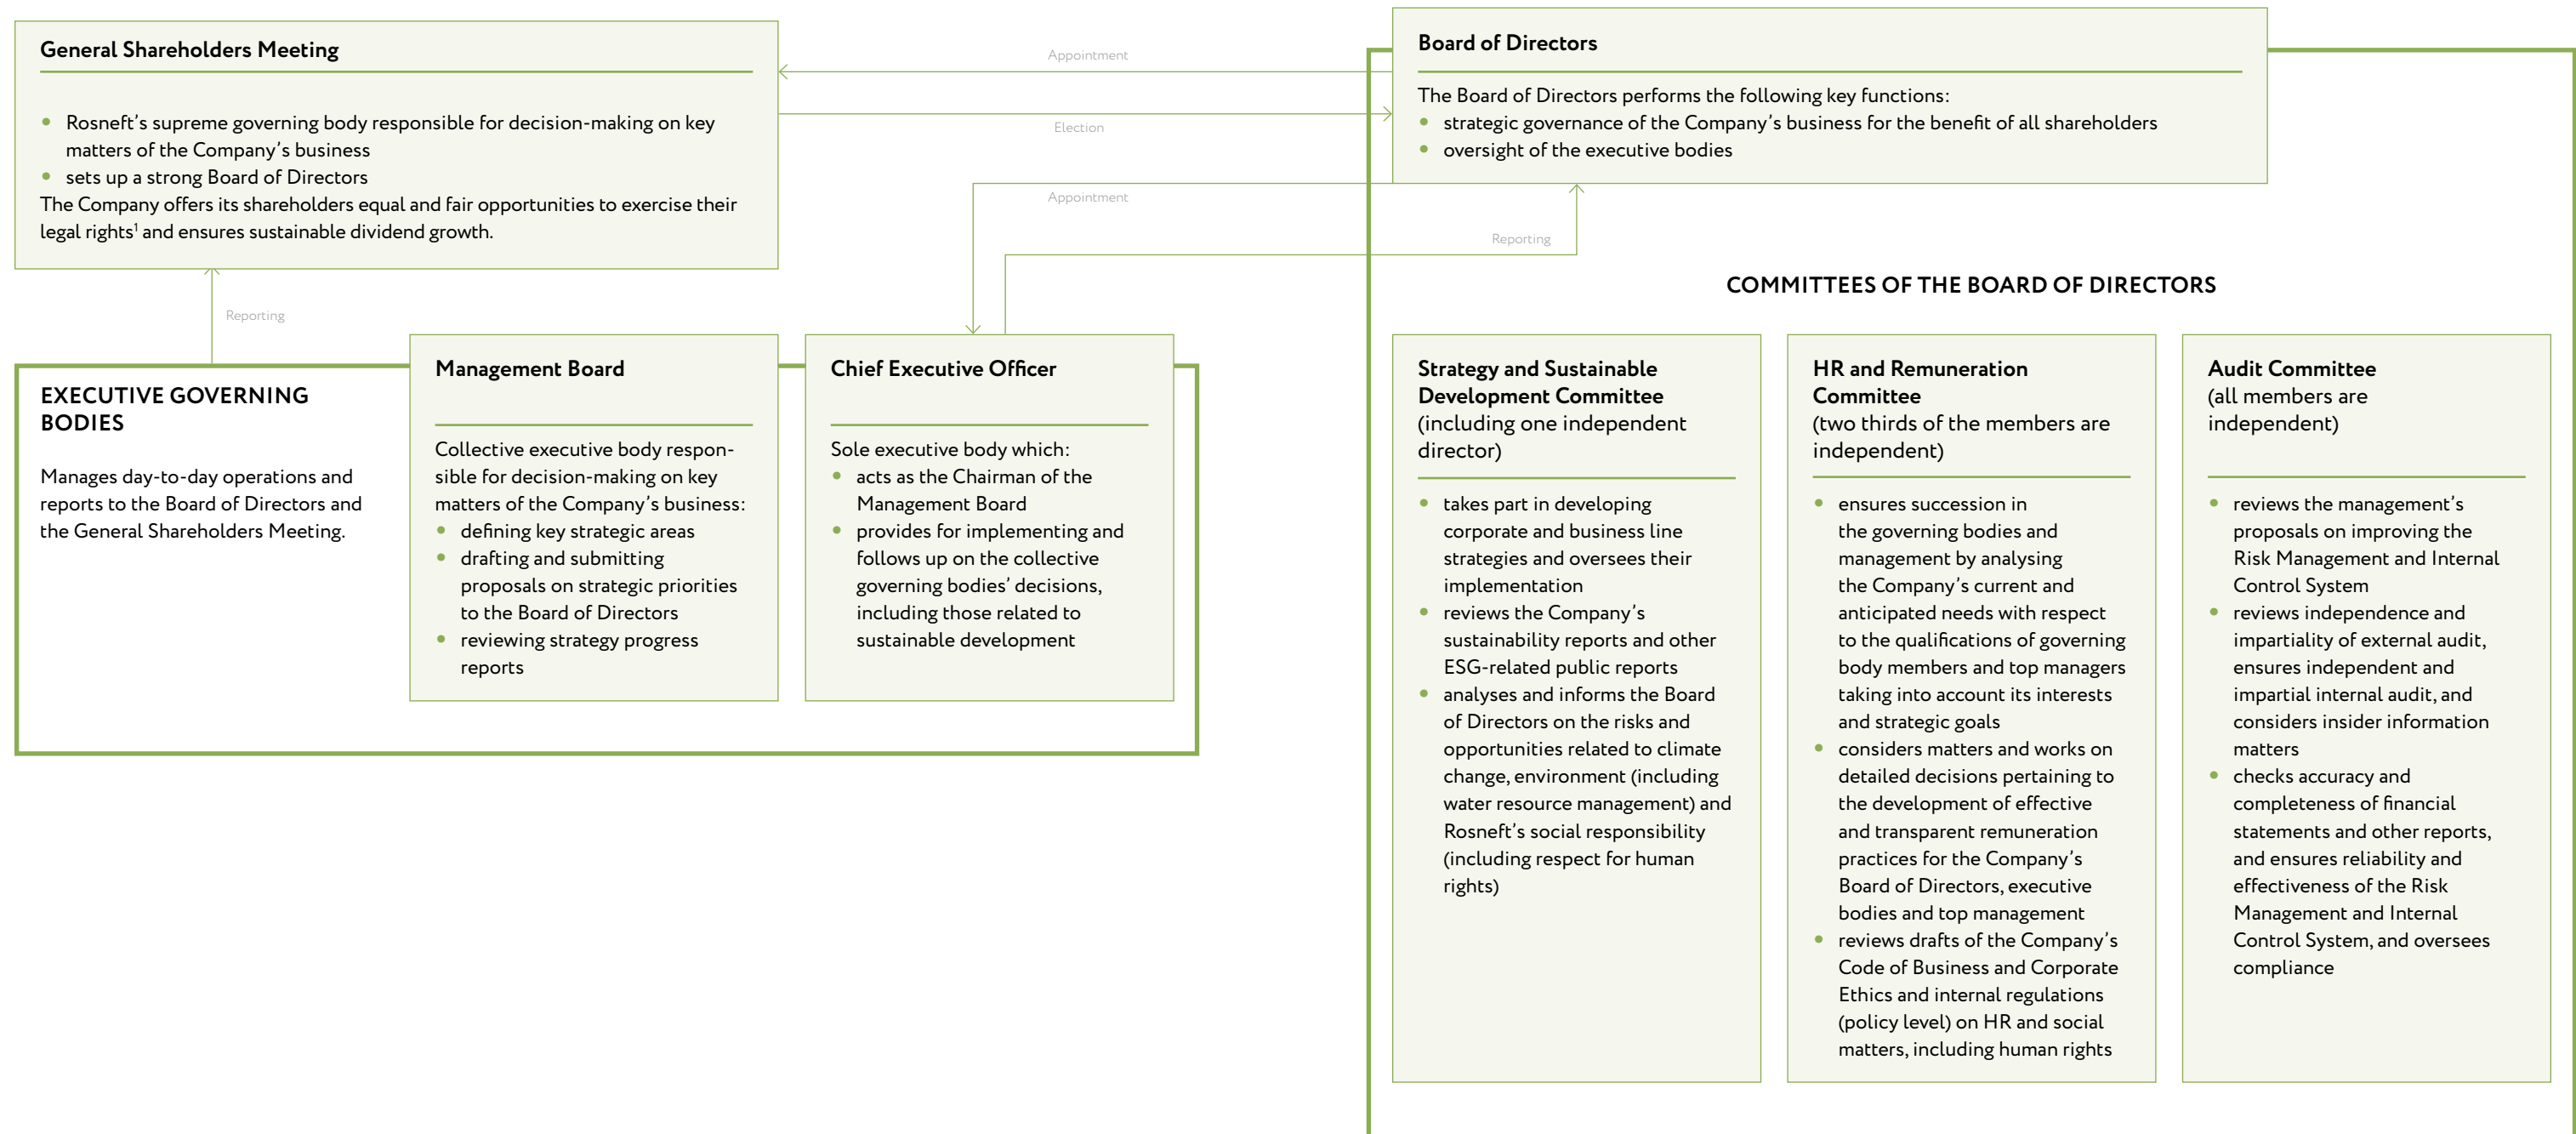 General Shareholders Meeting
• Rosneft’s supreme governing body responsible for decision-making on key
matters of the Company’s business
• sets up a strong Board of Directors
The Company offers its shareholders equal and fair opportunities to exercise their
legal rights¹ and ensures sustainable dividend growth.
Appointment
Election
Appointment
Reporting
Reporting
Board of Directors
The Board of Directors performs the following key functions:
• strategic governance of the Company’s business for the benefit of all shareholders
• oversight of the executive bodies
EXECUTIVE GOVERNING
BODIES
Manages day-to-day operations and
reports to the Board of Directors and
the General Shareholders Meeting.
Management Board
Collective executive body respon-
sible for decision-making on key
matters of the Company’s business:
• defining key strategic areas
• drafting and submitting
proposals on strategic priorities
to the Board of Directors
• reviewing strategy progress
reports
Chief Executive Officer
Sole executive body which:
• acts as the Chairman of the
Management Board
• provides for implementing and
follows up on the collective
governing bodies’ decisions,
including those related to
sustainable development
COMMITTEES OF THE BOARD OF DIRECTORS
Strategy and Sustainable
Development Committee
(including one independent
director)
• takes part in developing
corporate and business line
strategies and oversees their
implementation
• reviews the Company’s
sustainability reports and other
ESG-related public reports
• analyses and informs the Board
of Directors on the risks and
opportunities related to climate
change, environment (including
water resource management) and
Rosneft’s social responsibility
(including respect for human
rights)
HR and Remuneration
Committee
(two thirds of the members are
independent)
• ensures succession in
the governing bodies and
management by analysing
the Company’s current and
anticipated needs with respect
to the qualifications of governing
body members and top managers
taking into account its interests
and strategic goals
• considers matters and works on
detailed decisions pertaining to
the development of effective
and transparent remuneration
practices for the Company’s
Board of Directors, executive
bodies and top management
• reviews drafts of the Company’s
Code of Business and Corporate
Ethics and internal regulations
(policy level) on HR and social
matters, including human rights
Audit Committee
(all members are
independent)
• reviews the management’s
proposals on improving the
Risk Management and Internal
Control System
• reviews independence and
impartiality of external audit,
ensures independent and
impartial internal audit, and
considers insider information
matters
• checks accuracy and
completeness of financial
statements and other reports,
and ensures reliability and
effectiveness of the Risk
Management and Internal
Control System, and oversees
compliance